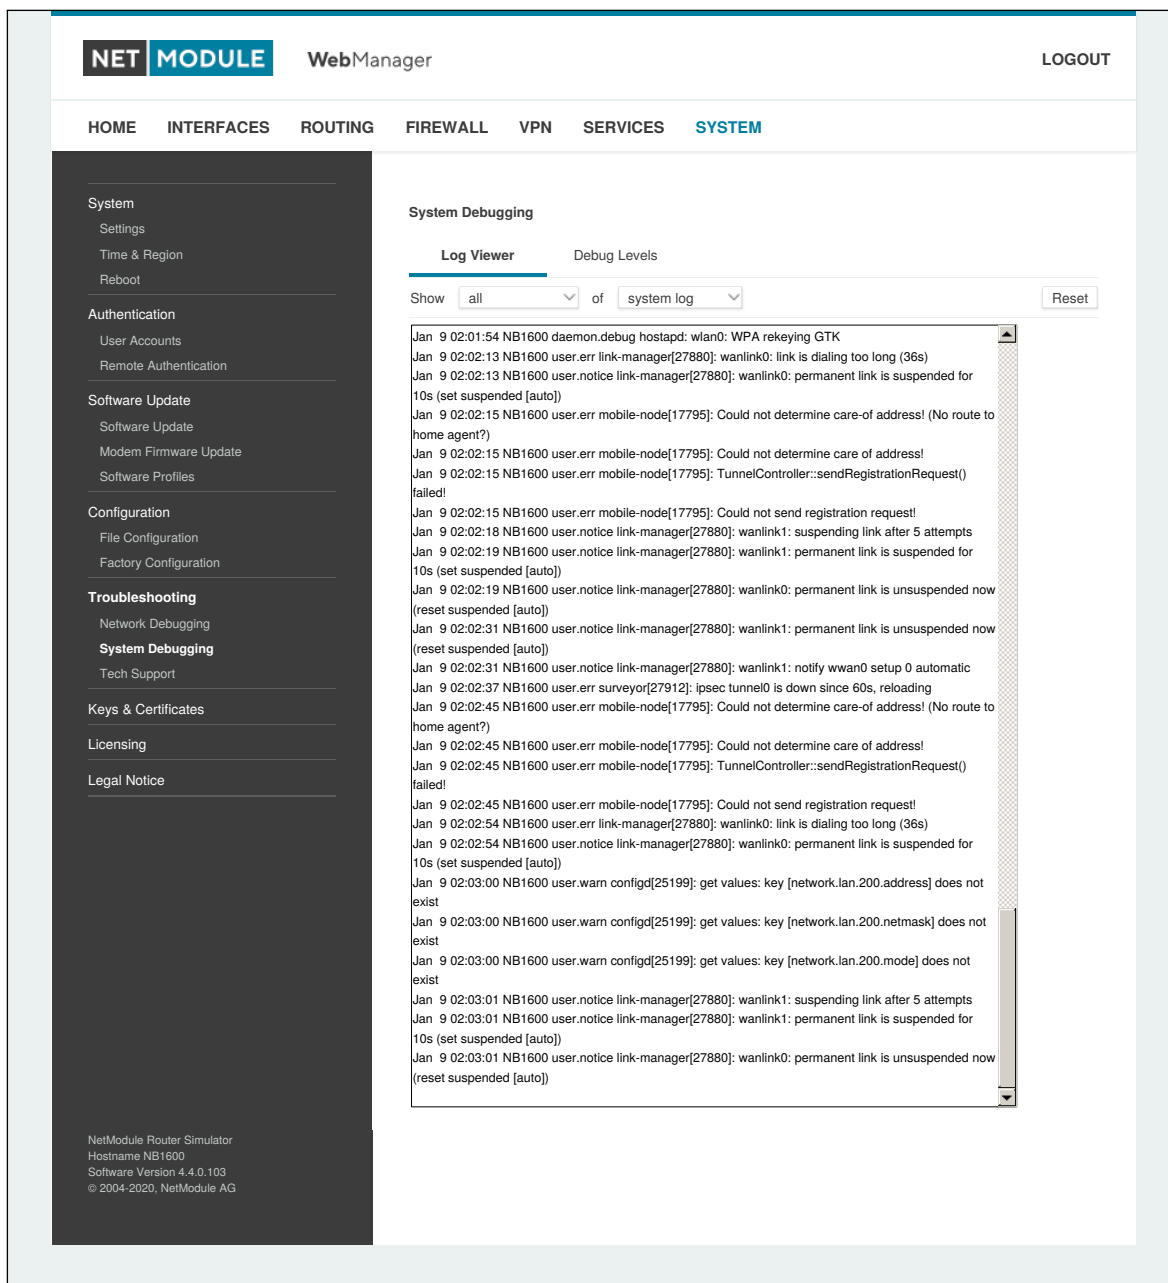 NET MODULE WebManager LOGOUT
HOME INTERFACES ROUTING FIREWALL VPN SERVICES SYSTEM
System
Settings
Time & Region
Reboot
Authentication
User Accounts
Remote Authentication
Software Update
Software Update
Modem Firmware Update
Software Profiles
Configuration
File Configuration
Factory Configuration
Troubleshooting
Network Debugging
System Debugging
Tech Support
Keys & Certificates
Licensing
Legal Notice
NetModule Router Simulator
Hostname NB1600
Software Version 4.4.0.103
© 2004-2020, NetModule AG
System Debugging
Log Viewer Debug Levels
Show all of system log Reset
Jan 9 02:01:54 NB1600 daemon.debug hostapd: wlan0: WPA rekeying GTK
Jan 9 02:02:13 NB1600 user.err link-manager[27880]: wanlink0: link is dialing too long (36s)
Jan 9 02:02:13 NB1600 user.notice link-manager[27880]: wanlink0: permanent link is suspended for
10s (set suspended [auto])
Jan 9 02:02:15 NB1600 user.err mobile-node[17795]: Could not determine care-of address! (No route to
home agent?)
Jan 9 02:02:15 NB1600 user.err mobile-node[17795]: Could not determine care of address!
Jan 9 02:02:15 NB1600 user.err mobile-node[17795]: TunnelController::sendRegistrationRequest()
failed!
Jan 9 02:02:15 NB1600 user.err mobile-node[17795]: Could not send registration request!
Jan 9 02:02:18 NB1600 user.notice link-manager[27880]: wanlink1: suspending link after 5 attempts
Jan 9 02:02:19 NB1600 user.notice link-manager[27880]: wanlink1: permanent link is suspended for
10s (set suspended [auto])
Jan 9 02:02:19 NB1600 user.notice link-manager[27880]: wanlink0: permanent link is unsuspended now
(reset suspended [auto])
Jan 9 02:02:31 NB1600 user.notice link-manager[27880]: wanlink1: permanent link is unsuspended now
(reset suspended [auto])
Jan 9 02:02:31 NB1600 user.notice link-manager[27880]: wanlink1: notify wwan0 setup 0 automatic
Jan 9 02:02:37 NB1600 user.err surveyor[27912]: ipsec tunnel0 is down since 60s, reloading
Jan 9 02:02:45 NB1600 user.err mobile-node[17795]: Could not determine care-of address! (No route to
home agent?)
Jan 9 02:02:45 NB1600 user.err mobile-node[17795]: Could not determine care of address!
Jan 9 02:02:45 NB1600 user.err mobile-node[17795]: TunnelController::sendRegistrationRequest()
failed!
Jan 9 02:02:45 NB1600 user.err mobile-node[17795]: Could not send registration request!
Jan 9 02:02:54 NB1600 user.err link-manager[27880]: wanlink0: link is dialing too long (36s)
Jan 9 02:02:54 NB1600 user.notice link-manager[27880]: wanlink0: permanent link is suspended for
10s (set suspended [auto])
Jan 9 02:03:00 NB1600 user.warn configd[25199]: get values: key [network.lan.200.address] does not
exist
Jan 9 02:03:00 NB1600 user.warn configd[25199]: get values: key [network.lan.200.netmask] does not
exist
Jan 9 02:03:00 NB1600 user.warn configd[25199]: get values: key [network.lan.200.mode] does not
exist
Jan 9 02:03:01 NB1600 user.notice link-manager[27880]: wanlink1: suspending link after 5 attempts
Jan 9 02:03:01 NB1600 user.notice link-manager[27880]: wanlink1: permanent link is suspended for
10s (set suspended [auto])
Jan 9 02:03:01 NB1600 user.notice link-manager[27880]: wanlink0: permanent link is unsuspended now
(reset suspended [auto])